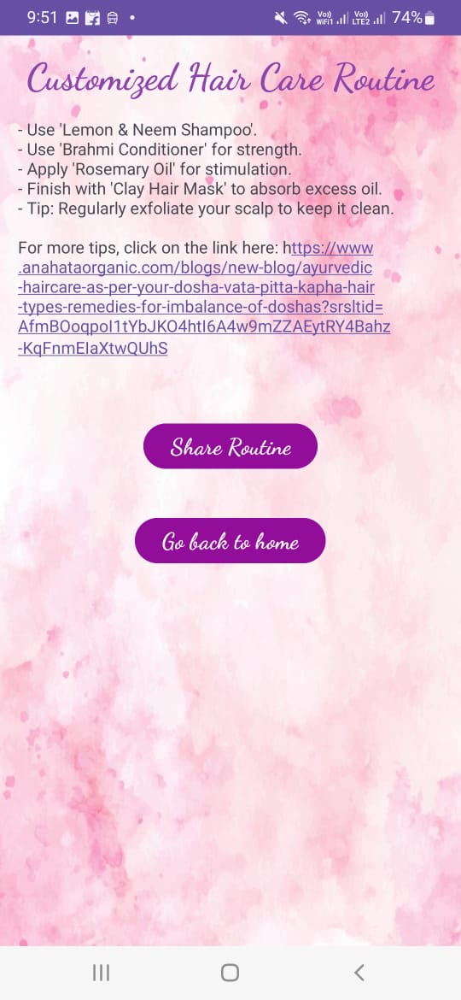 9:51
Vo)) WiFi1
Vo)) LTE2
74%
Customized Hair Care Routine
- Use 'Lemon & Neem Shampoo'.
- Use 'Brahmi Conditioner' for strength.
- Apply 'Rosemary Oil' for stimulation.
- Finish with 'Clay Hair Mask' to absorb excess oil.
- Tip: Regularly exfoliate your scalp to keep it clean.
For more tips, click on the link here: https://www
.anahataorganic.com/blogs/new-blog/ayurvedic
-haircare-as-per-your-dosha-vata-pitta-kapha-hair
-types-remedies-for-imbalance-of-doshas?srsltid=
AfmBOoqpol1tYbJKO4htI6A4w9mZZAEytRY4Bahz
-KqFnmElaXtwQUhS
Share Routine
Go back to home